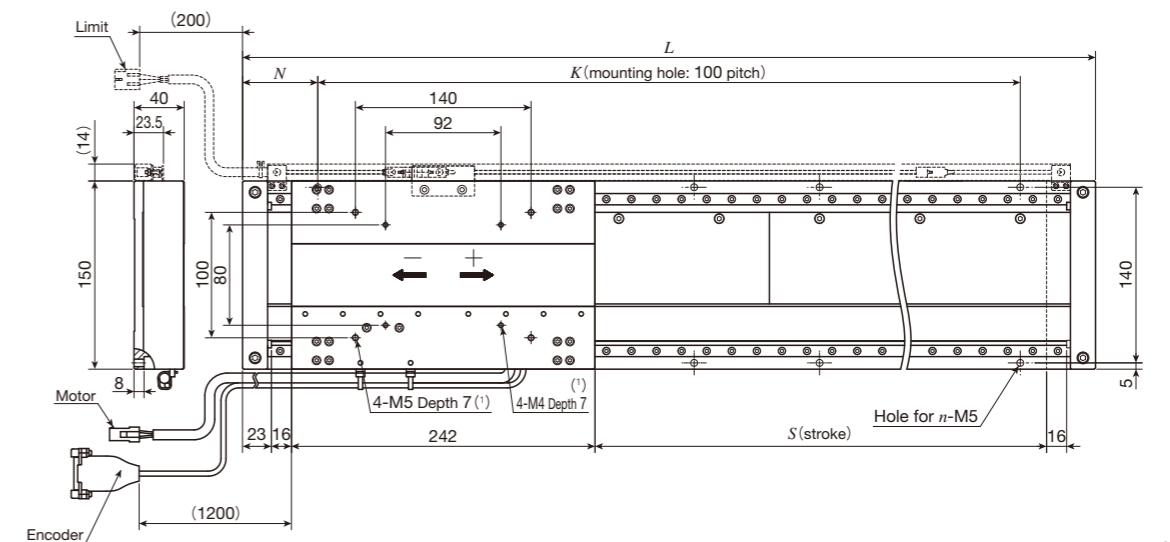 (200)
Limit
L
N
K(mounting hole: 100 pitch)
40
140
23.5
92
(14)
150
100
80
− +
140
8
5
Motor
4-M5 Depth 7 (1)
(1)
4-M4 Depth 7
Hole for n-M5
23
16
242
S(stroke)
16
(1200)
Encoder